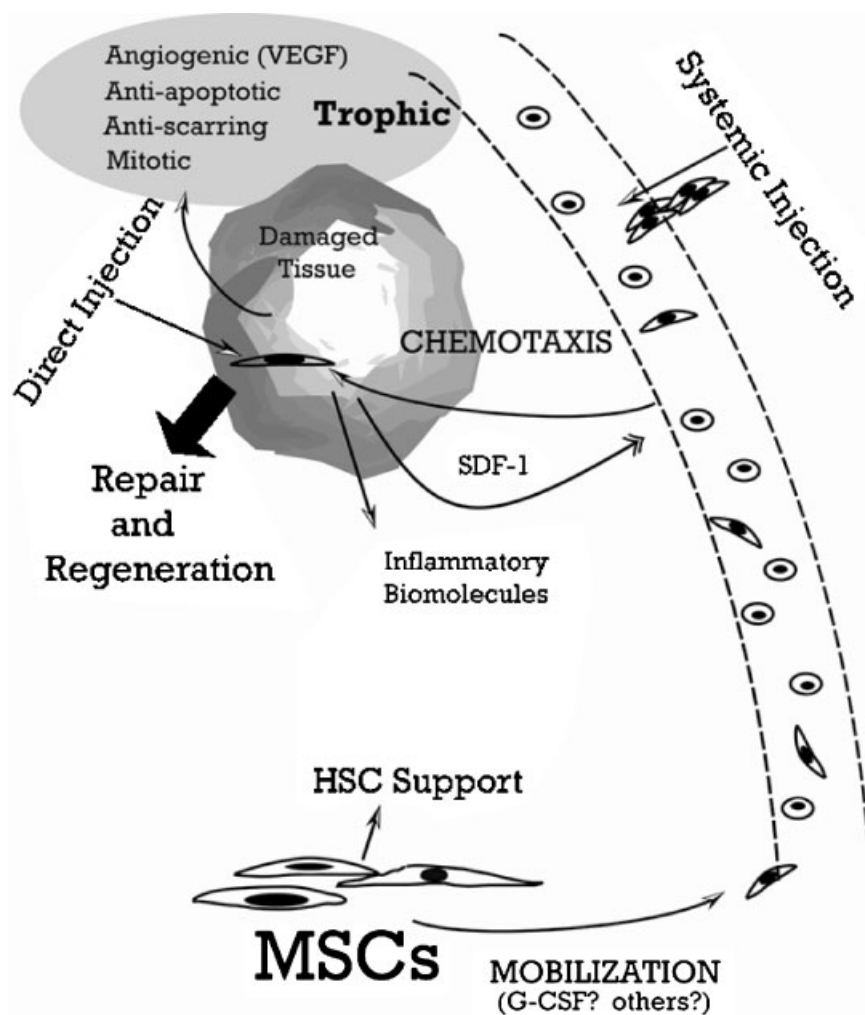 Angiogenic (VEGF)
Anti-apoptotic
Anti-scarring
Mitotic
Trophic
Systemic Injection
Damaged
Tissue
Direct Injection
CHEMOTAXIS
SDF-1
Repair
and
Regeneration
Inflammatory
Biomolecules
HSC Support
MSCs
MOBILIZATION
(G-CSF? others?)